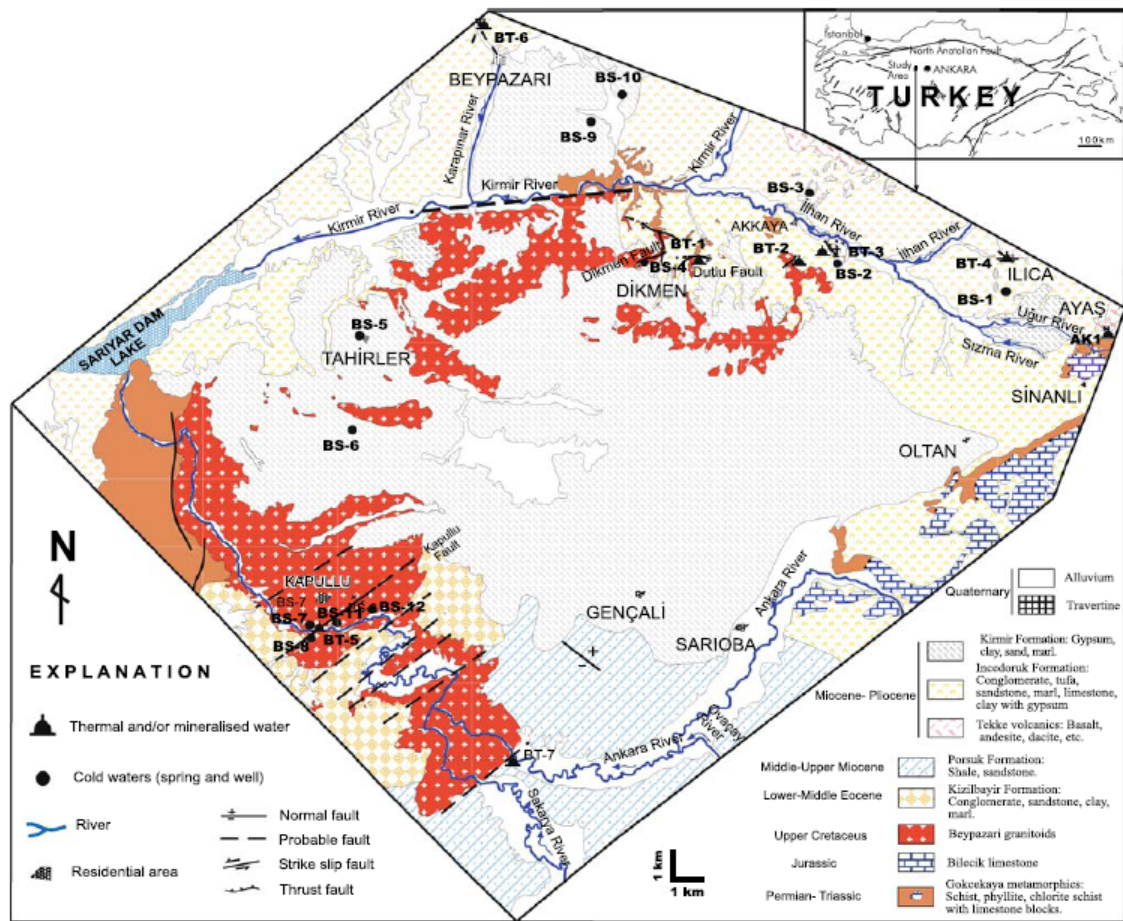 BT-6
BEYPAZARI
BS-10
BS-9
Karapınar River
Kirmir River
Kirmir River
Kirmir River
İstanbul
North Anatolian Fault
Study
Area
ANKARA
TURKEY
100km
BS-3
İlhan River
İlhan River
AKKAYA
BT-1
BT-2
BT-3
BS-2
BT-4
ILICA
BS-1
AYAŞ
Uğur River
AK1
Sızma River
SİNANLI
Dikmen Fault
BS-4
Dutlu Fault
DİKMEN
BS-5
TAHİRLER
SARIYAR DAM
LAKE
BS-6
OLTAN
N
Kapullu
Fault
KAPULLU
BS-7
BS-7
BS-11
BS-12
BS-8
BT-5
GENÇALİ
SARIOBA
Ankara River
+
-
Ovaçay
River
Ankara River
BT-7
Sakarya River
1 km
1 km
EXPLANATION
Thermal and/or mineralised water
Cold waters (spring and well)
River
Residential area
Normal fault
Probable fault
Strike slip fault
Thrust fault
Quaternary
Alluvium
Travertine
Miocene- Pliocene
Kirmir Formation: Gypsum,
clay, sand, marl.
Incedoruk Formation:
Conglomerate, tufa,
sandstone, marl, limestone,
clay with gypsum
Tekke volcanics: Basalt,
andesite, dacite, etc.
Middle-Upper Miocene
Porsuk Formation:
Shale, sandstone.
Lower-Middle Eocene
Kizilbayir Formation:
Conglomerate, sandstone, clay,
marl.
Upper Cretaceus
Beypazari granitoids
Jurassic
Bilecik limestone
Permian- Triassic
Gokcekaya metamorphics:
Schist, phyllite, chlorite schist
with limestone blocks.